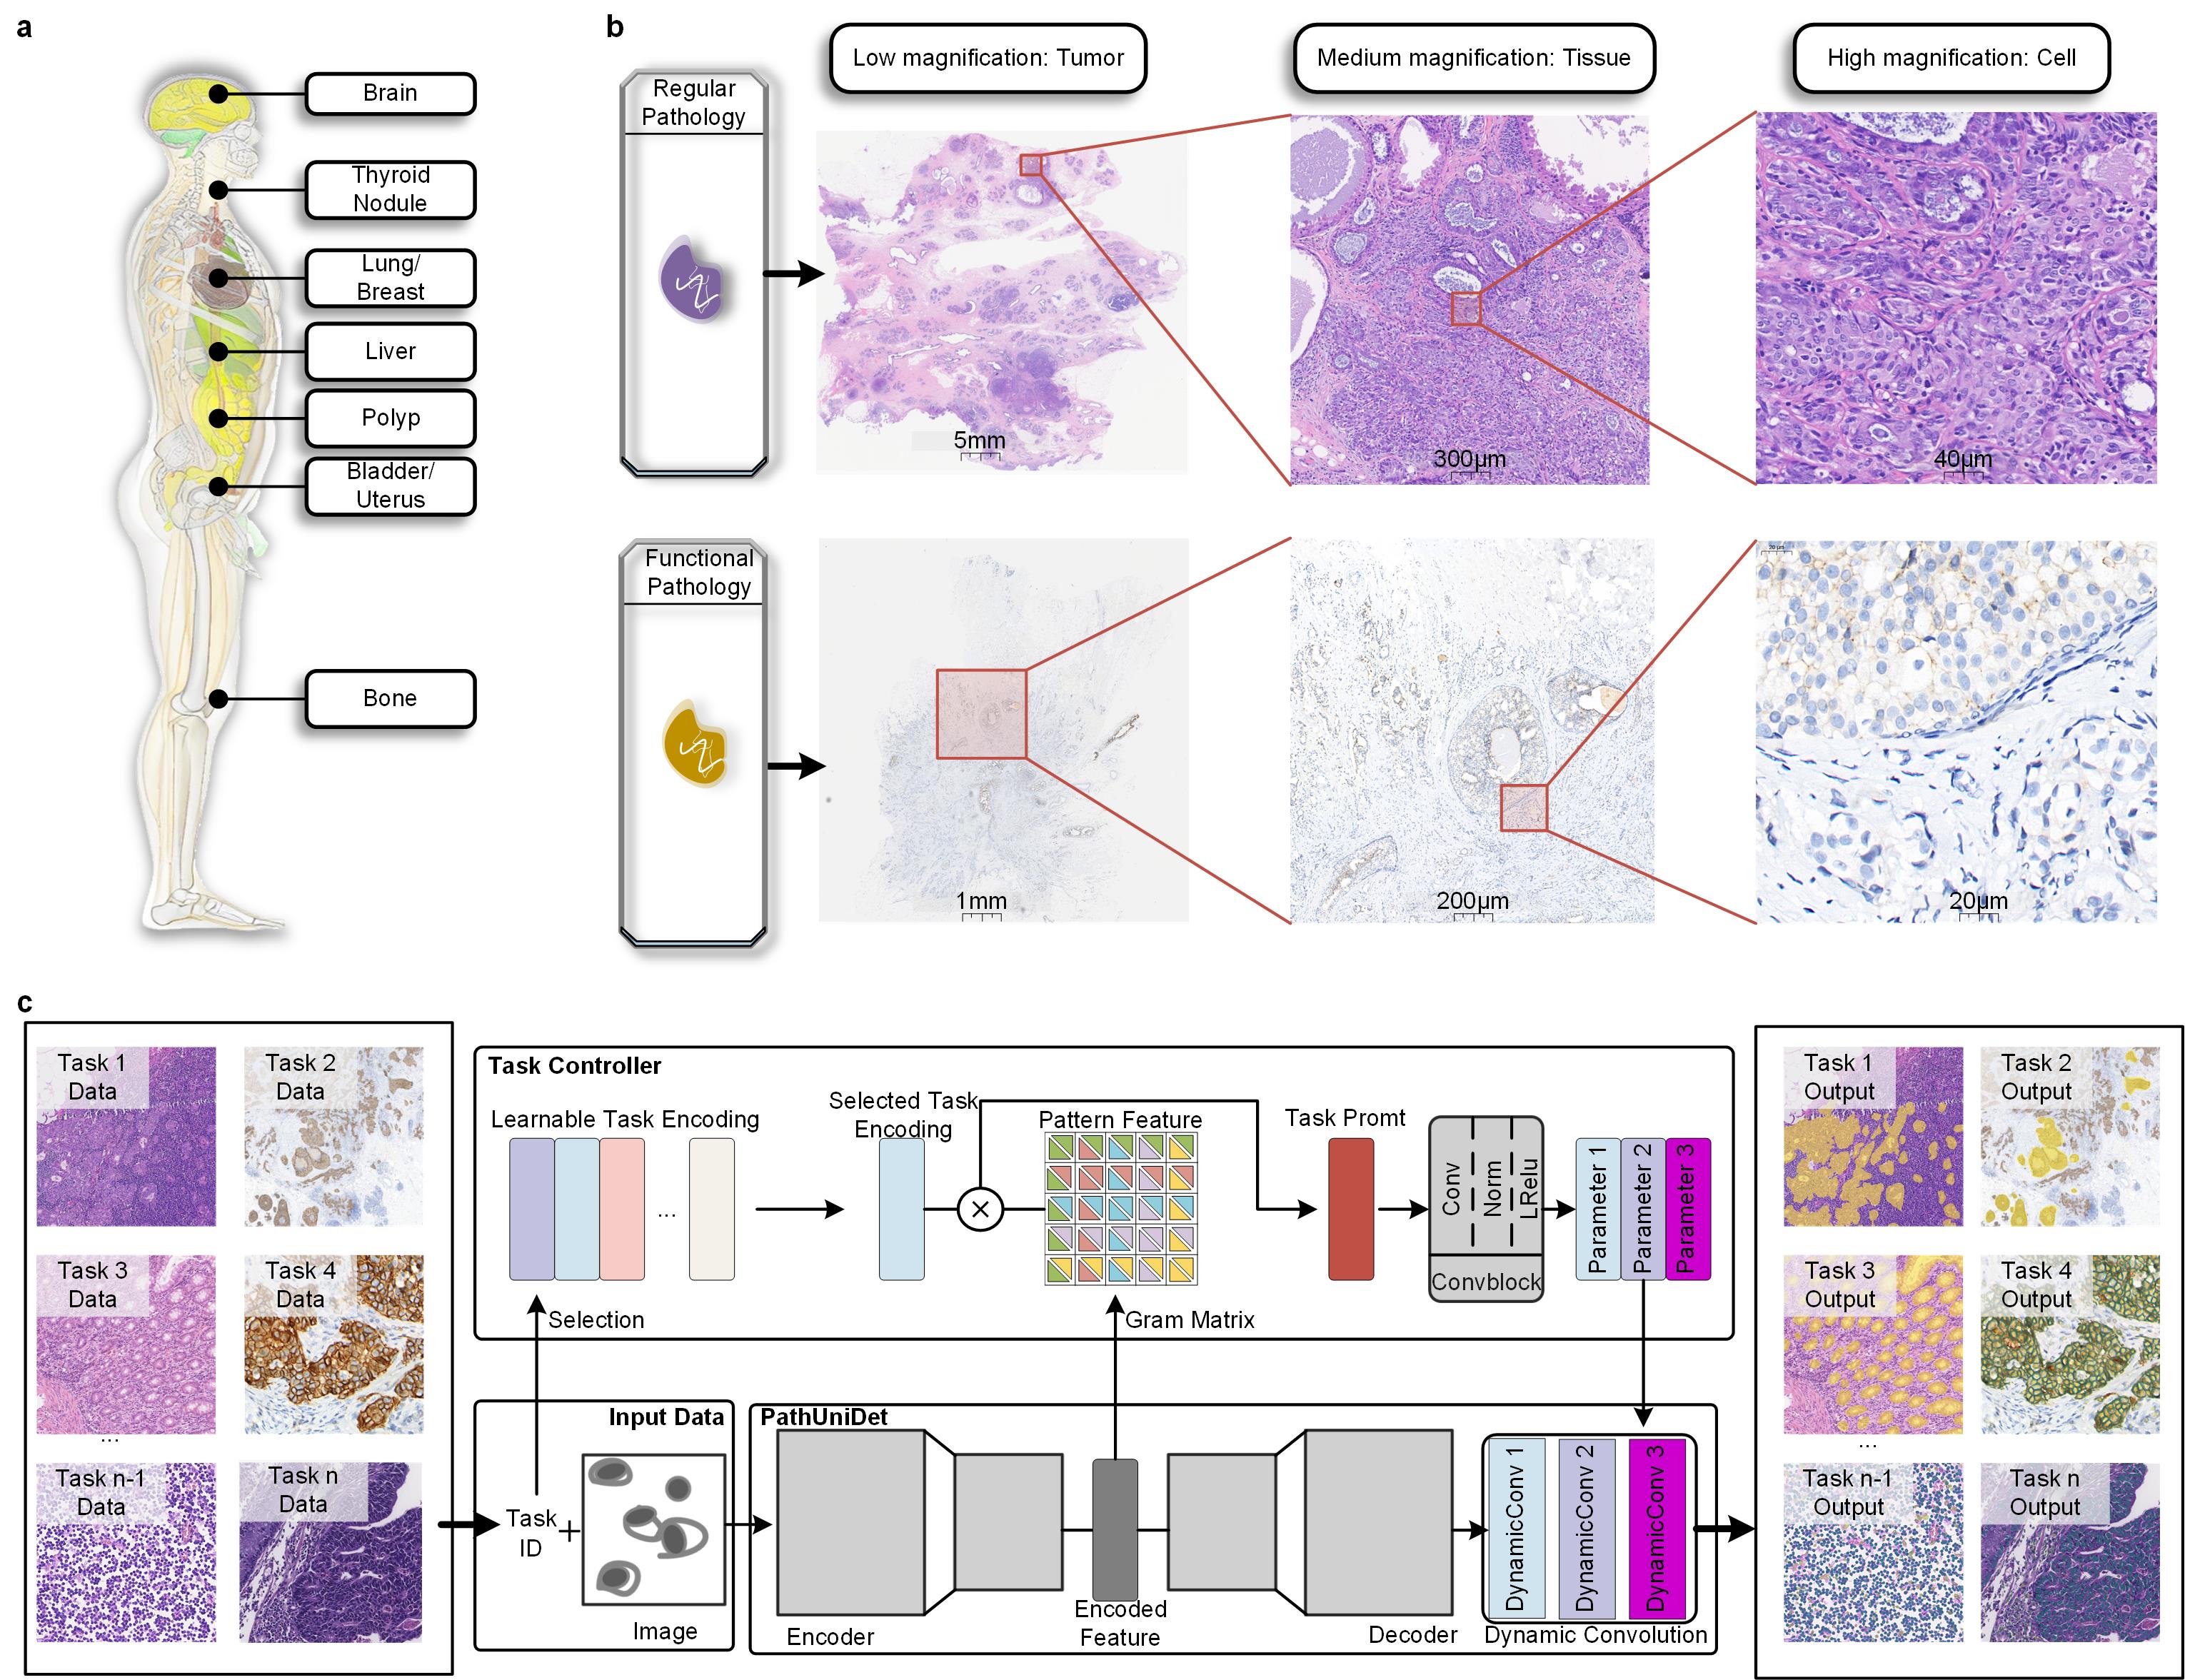 a
Brain
Thyroid
Nodule
Lung/
Breast
Liver
Polyp
Bladder/
Uterus
Bone
b
Low magnification: Tumor
Medium magnification: Tissue
High magnification: Cell
Regular
Pathology
5mm
300µm
40µm
Functional
Pathology
1mm
200µm
20 µm
20µm
c
Task 1
Data
Task 2
Data
Task 3
Data
Task 4
Data
...
Task n-1
Data
Task n
Data
Task Controller
Learnable Task Encoding
...
Selected Task
Encoding
Pattern Feature
Task Promt
Conv
Norm
LRelu
Convblock
Parameter 1
Parameter 2
Parameter 3
Selection
Gram Matrix
Input Data
Task
ID
+
Image
PathUniDet
Encoder
Encoded
Feature
Decoder
DynamicConv 1
DynamicConv 2
DynamicConv 3
Dynamic Convolution
Task 1
Output
Task 2
Output
Task 3
Output
Task 4
Output
...
Task n-1
Output
Task n
Output